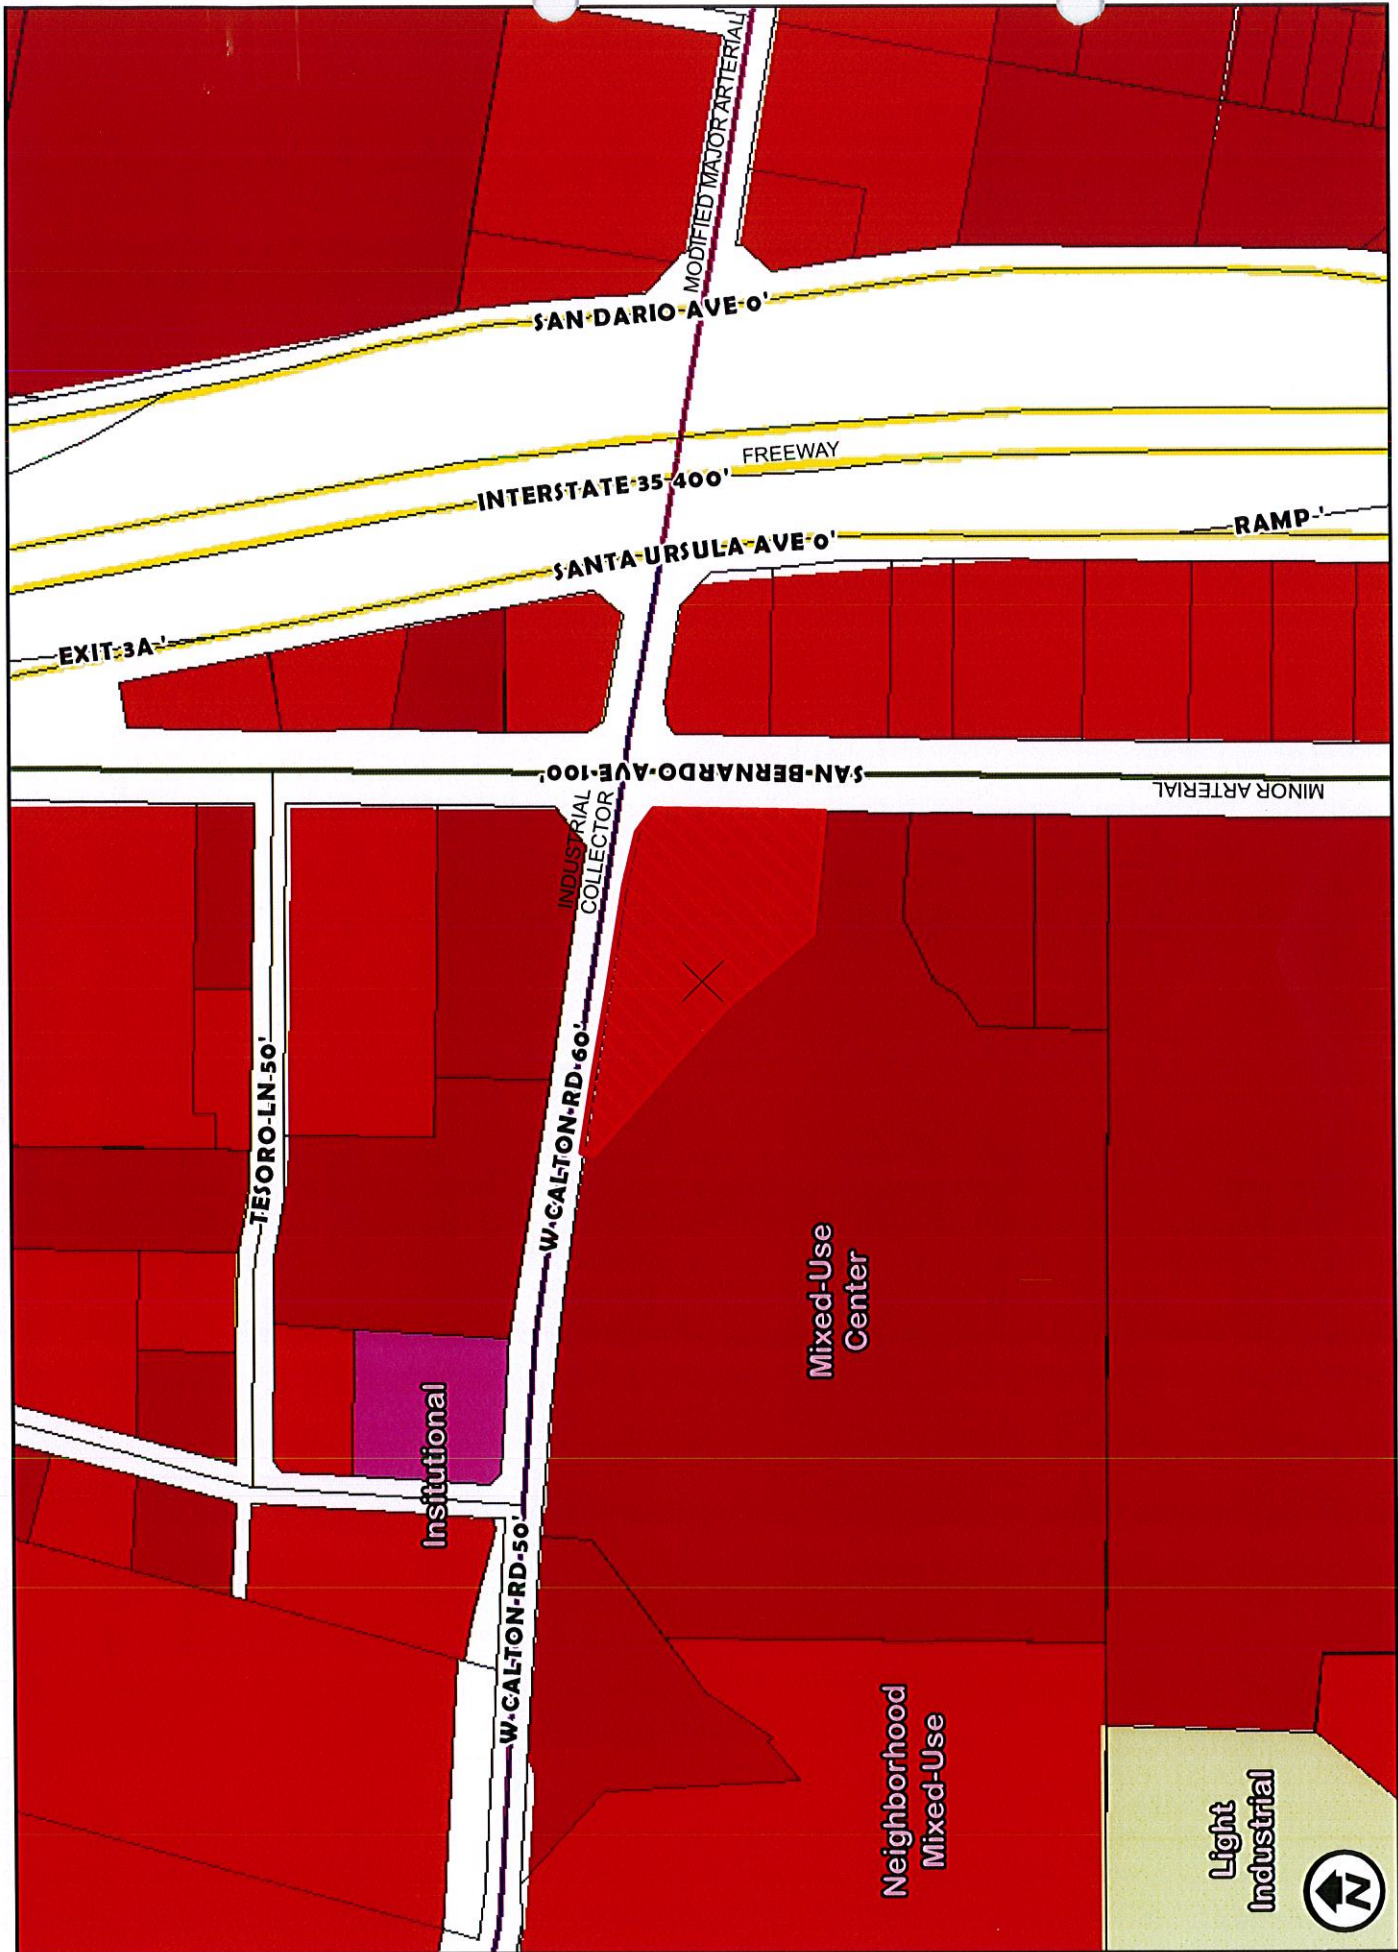 MODIFIED MAJOR ARTERIAL
SAN DARIO AVE 0'
FREEWAY
INTERSTATE 35 400'
RAMP '
SANTA URSULA AVE 0'
EXIT 3A '
SAN BERNARDO AVE 100'
MINOR ARTERIAL
INDUSTRIAL
COLLECTOR
TESORO LN 50'
W CALTON RD 60'
Mixed-Use
Center
Insitutional
W CALTON RD 50'
Neighborhood
Mixed-Use
Light
Industrial
N